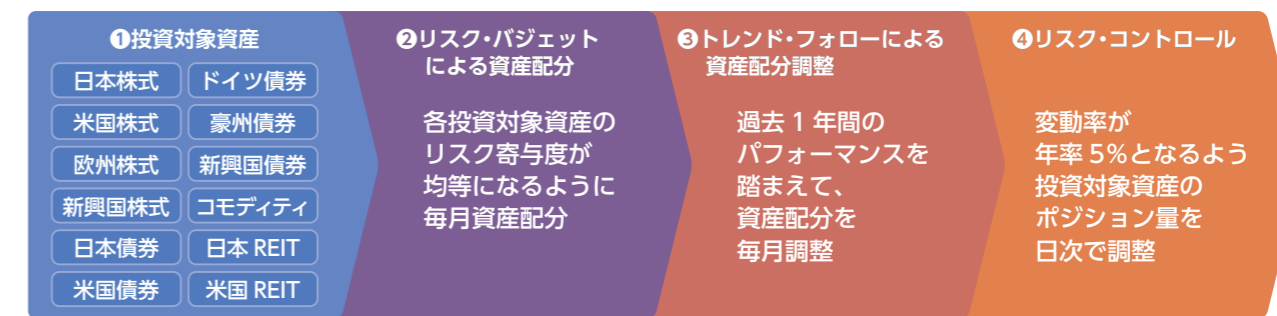 ❶投資対象資産
日本株式
ドイツ債券
米国株式
豪州債券
欧州株式
新興国債券
新興国株式
コモディティ
日本債券
日本 REIT
米国債券
米国 REIT
❷リスク・バジェット
による資産配分
各投資対象資産の
リスク寄与度が
均等になるように
毎月資産配分
❸トレンド・フォローによる
資産配分調整
過去 1 年間の
パフォーマンスを
踏まえて、
資産配分を
毎月調整
❹リスク・コントロール
変動率が
年率 5%となるよう
投資対象資産の
ポジション量を
日次で調整